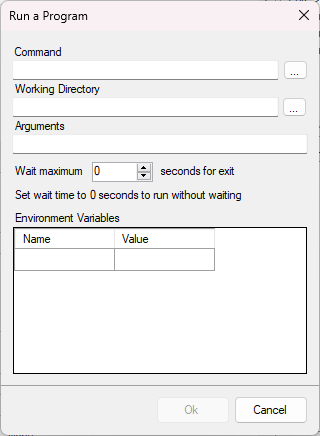 Run a Program
Command
...
Working Directory
...
Arguments
Wait maximum 0 seconds for exit
Set wait time to 0 seconds to run without waiting
Environment Variables
Name Value
Ok Cancel